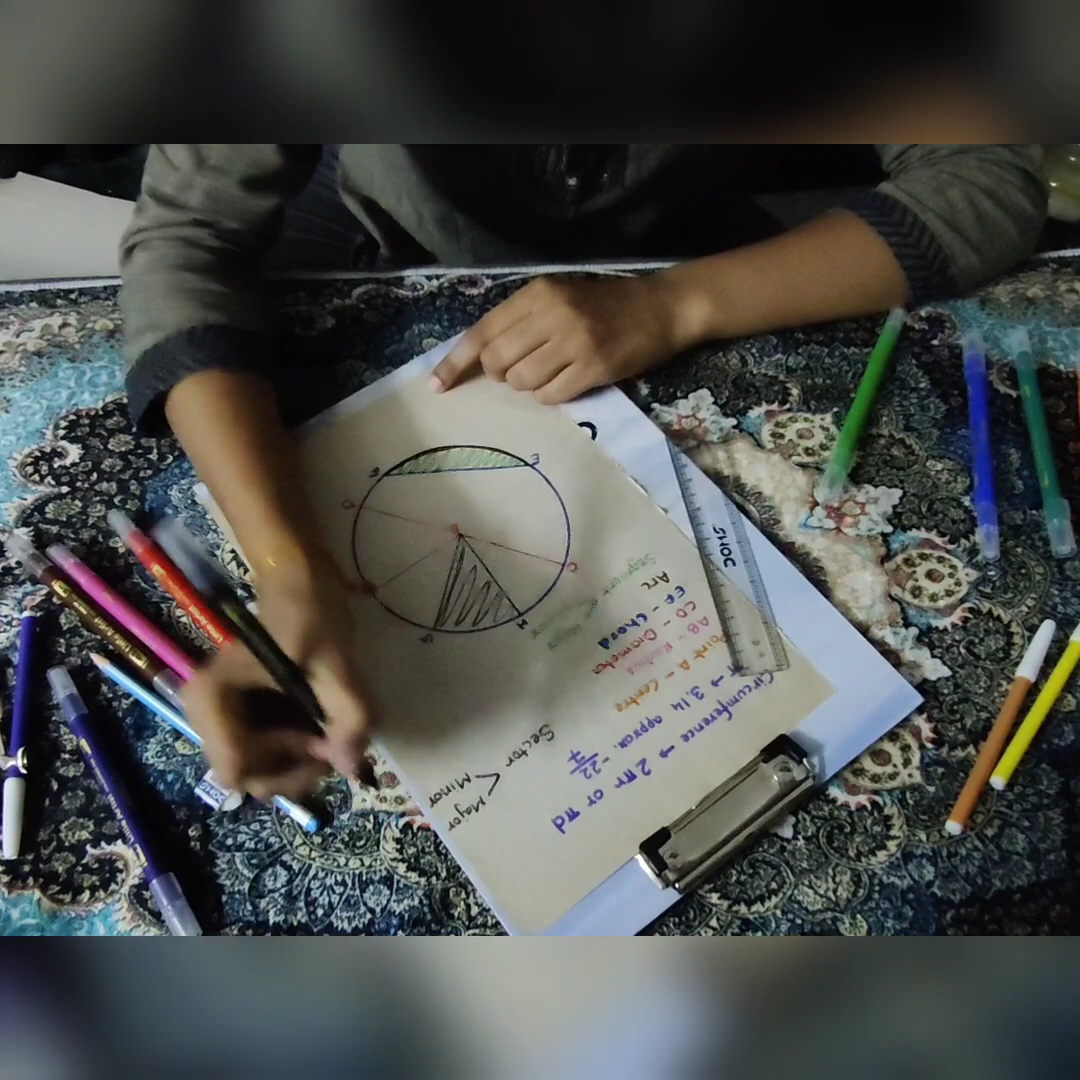 Circumference → 2πr or πd
π → 3.14 approx. 22/7
Point A - Centre
AB - Radius
CD - Diameter
EF - Chord
Arc
Segment
Sector < Major
Minor
H
C
E
D
DOMS